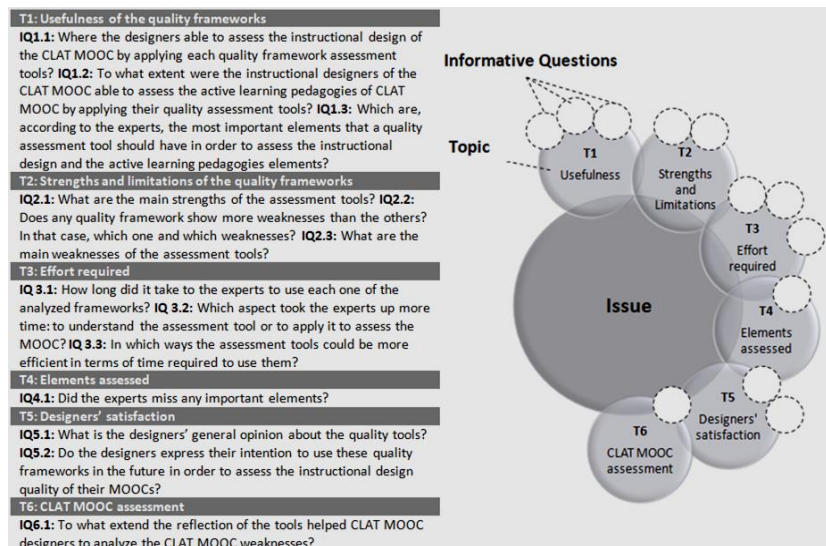 T1: Usefulness of the quality frameworks
IQ1.1: Where the designers able to assess the instructional design of
the CLAT MOOC by applying each quality framework assessment
tools? IQ1.2: To what extent were the instructional designers of the
CLAT MOOC able to assess the active learning pedagogies of CLAT
MOOC by applying their quality assessment tools? IQ1.3: Which are,
according to the experts, the most important elements that a quality
assessment tool should have in order to assess the instructional
design and the active learning pedagogies elements?
T2: Strengths and limitations of the quality frameworks
IQ2.1: What are the main strengths of the assessment tools? IQ2.2:
Does any quality framework show more weaknesses than the others?
In that case, which one and which weaknesses? IQ2.3: What are the
main weaknesses of the assessment tools?
T3: Effort required
IQ 3.1: How long did it take to the experts to use each one of the
analyzed frameworks? IQ 3.2: Which aspect took the experts up more
time: to understand the assessment tool or to apply it to assess the
MOOC? IQ 3.3: In which ways the assessment tools could be more
efficient in terms of time required to use them?
T4: Elements assessed
IQ4.1: Did the experts miss any important elements?
T5: Designers' satisfaction
IQ5.1: What is the designers' general opinion about the quality tools?
IQ5.2: Do the designers express their intention to use these quality
frameworks in the future in order to assess the instructional design
quality of their MOOCs?
T6: CLAT MOOC assessment
IQ6.1: To what extend the reflection of the tools helped CLAT MOOC
designers to analyze the CLAT MOOC weaknesses?
Informative Questions
Topic
T1
Usefulness
T2
Strengths
and
Limitations
T3
Effort
required
T4
Elements
assessed
T5
Designers'
satisfaction
T6
CLAT MOOC
assessment
Issue